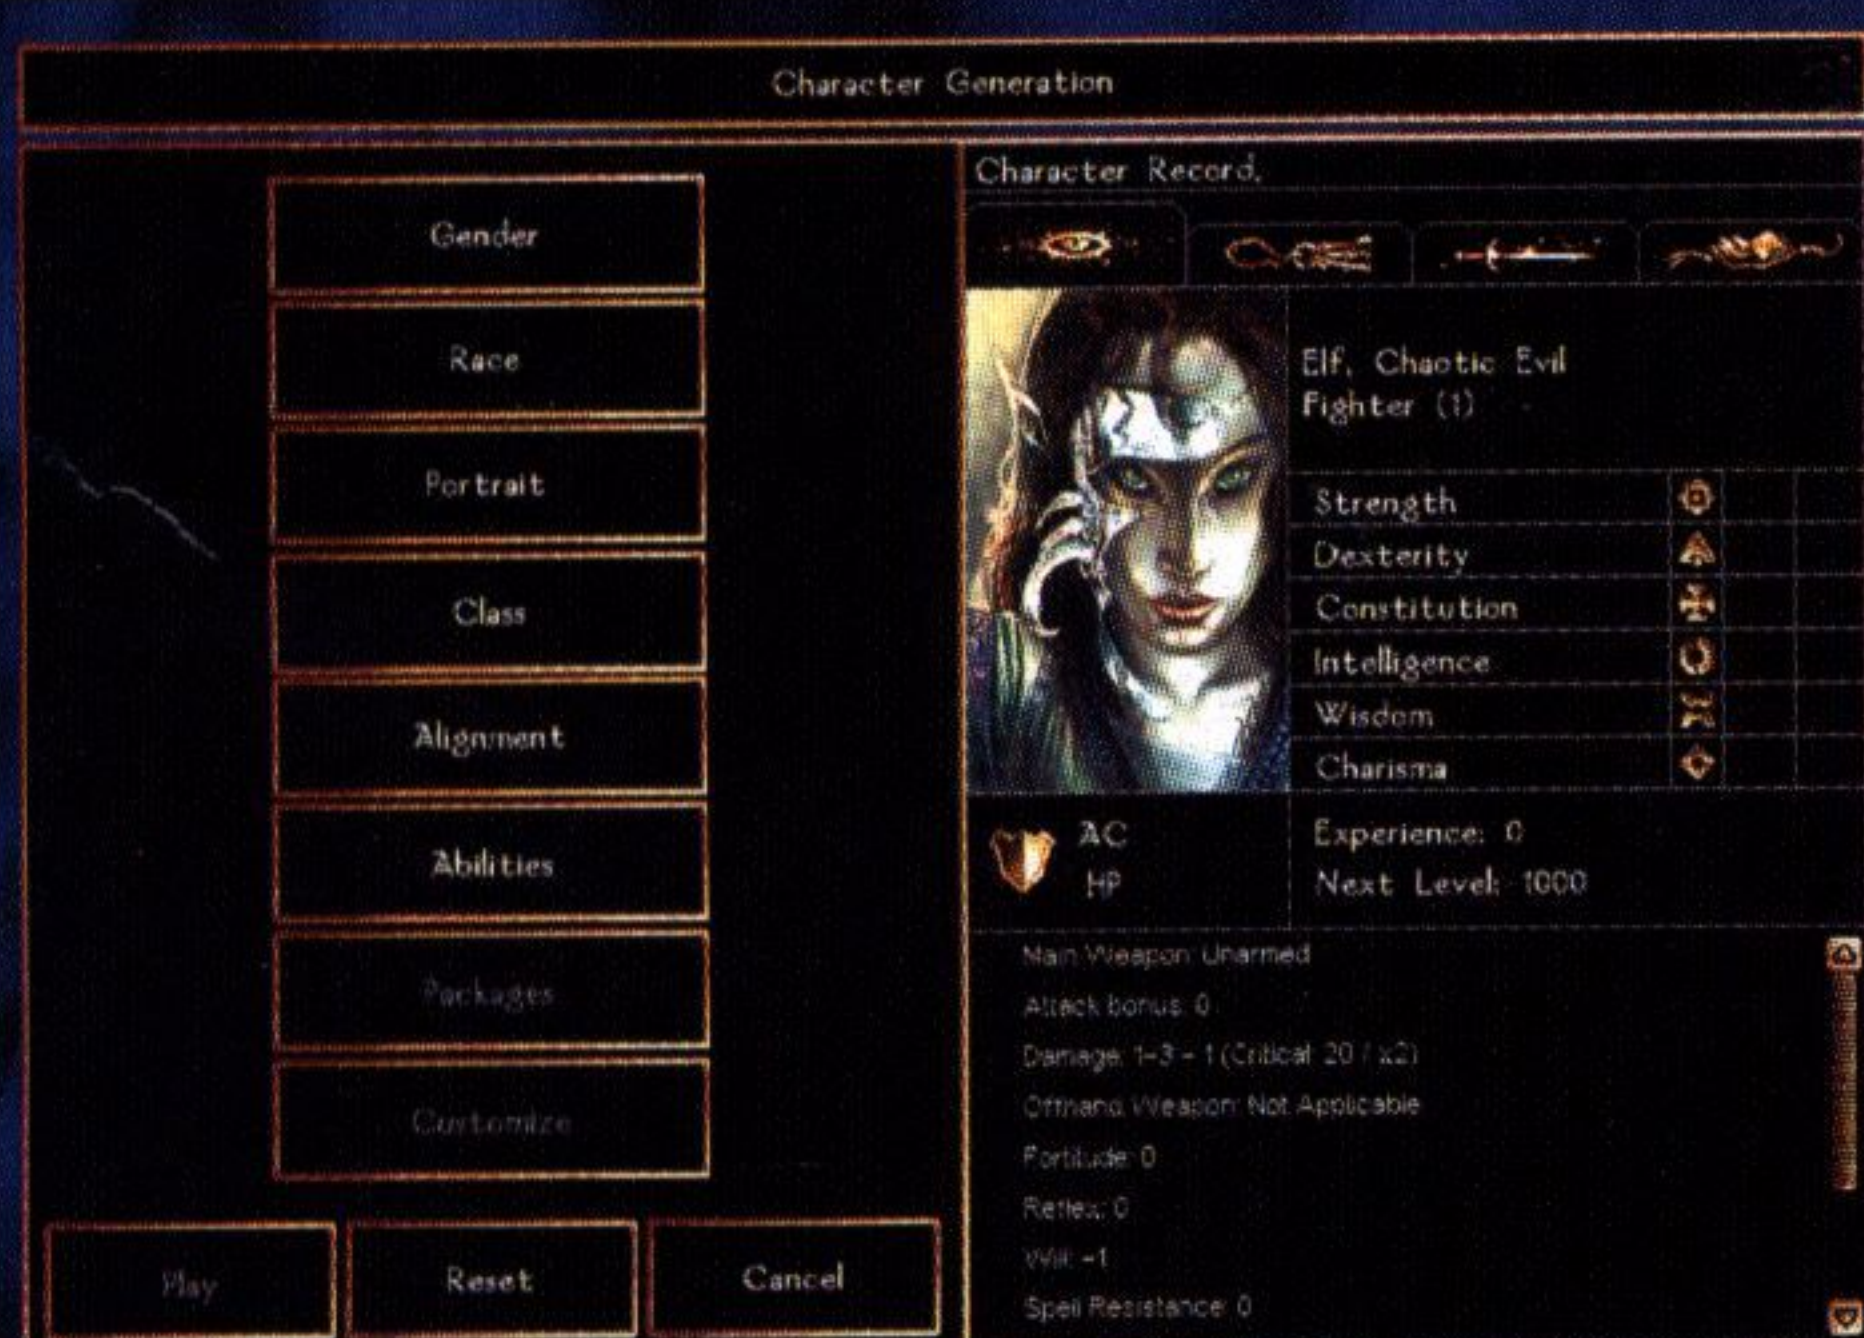 Character Generation
Gender
Race
Portrait
Class
Alignment
Abilities
Packages
Customize
Play
Reset
Cancel
Character Record.
Elf, Chaotic Evil
Fighter (1)
Strength
Dexterity
Constitution
Intelligence
Wisdom
Charisma
AC
HP
Experience: 0
Next Level: 1000
Main Weapon: Unarmed
Attack bonus: 0
Damage: 1-3 - 1 (Critical: 20 / x2)
Offhand Weapon: Not Applicable
Fortitude: 0
Reflex: 0
Will: -1
Spell Resistance: 0